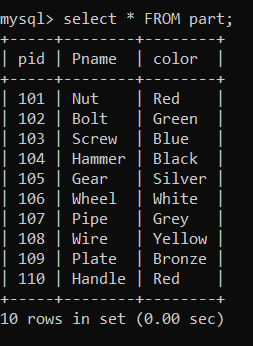 mysql> select * FROM part;
+-----+--------+--------+
| pid | Pname  | color  |
+-----+--------+--------+
| 101 | Nut    | Red    |
| 102 | Bolt   | Green  |
| 103 | Screw  | Blue   |
| 104 | Hammer | Black  |
| 105 | Gear   | Silver |
| 106 | Wheel  | White  |
| 107 | Pipe   | Grey   |
| 108 | Wire   | Yellow |
| 109 | Plate  | Bronze |
| 110 | Handle | Red    |
+-----+--------+--------+
10 rows in set (0.00 sec)